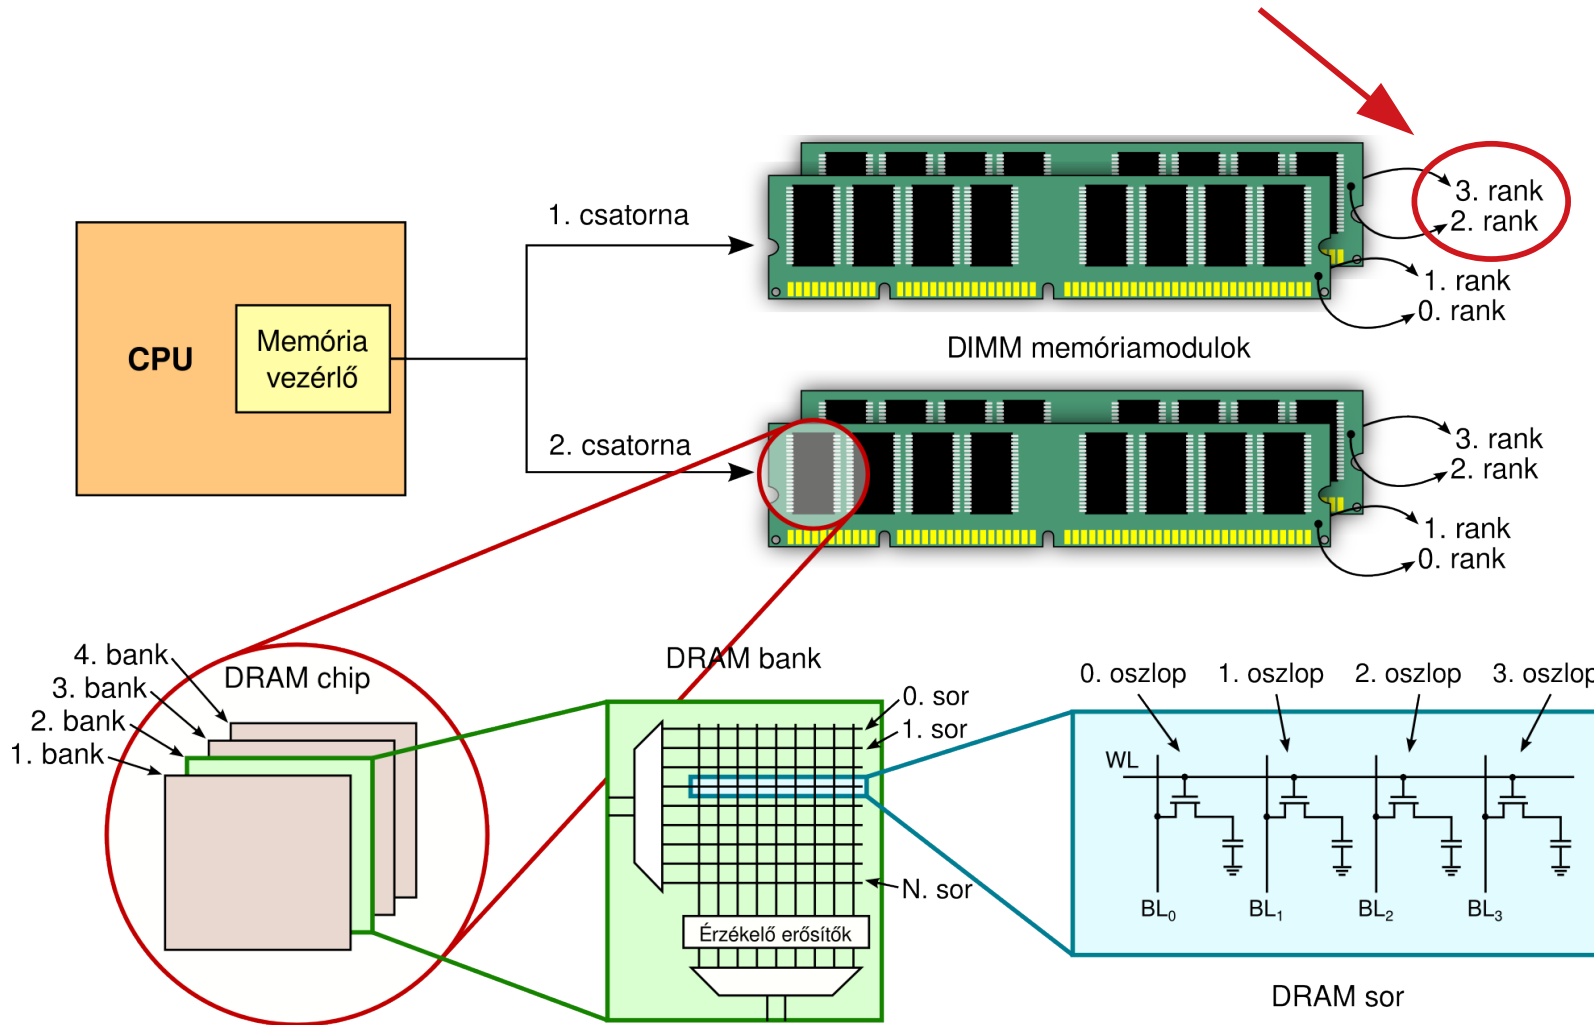 1. csatorna
3. rank
2. rank
1. rank
0. rank
CPU
Memória
vezérlő
DIMM memóriamodulok
2. csatorna
3. rank
2. rank
1. rank
0. rank
4. bank
3. bank
2. bank
1. bank
DRAM chip
DRAM bank
0. sor
1. sor
N. sor
Érzékelő erősítők
0. oszlop
1. oszlop
2. oszlop
3. oszlop
WL
BL0
BL1
BL2
BL3
DRAM sor